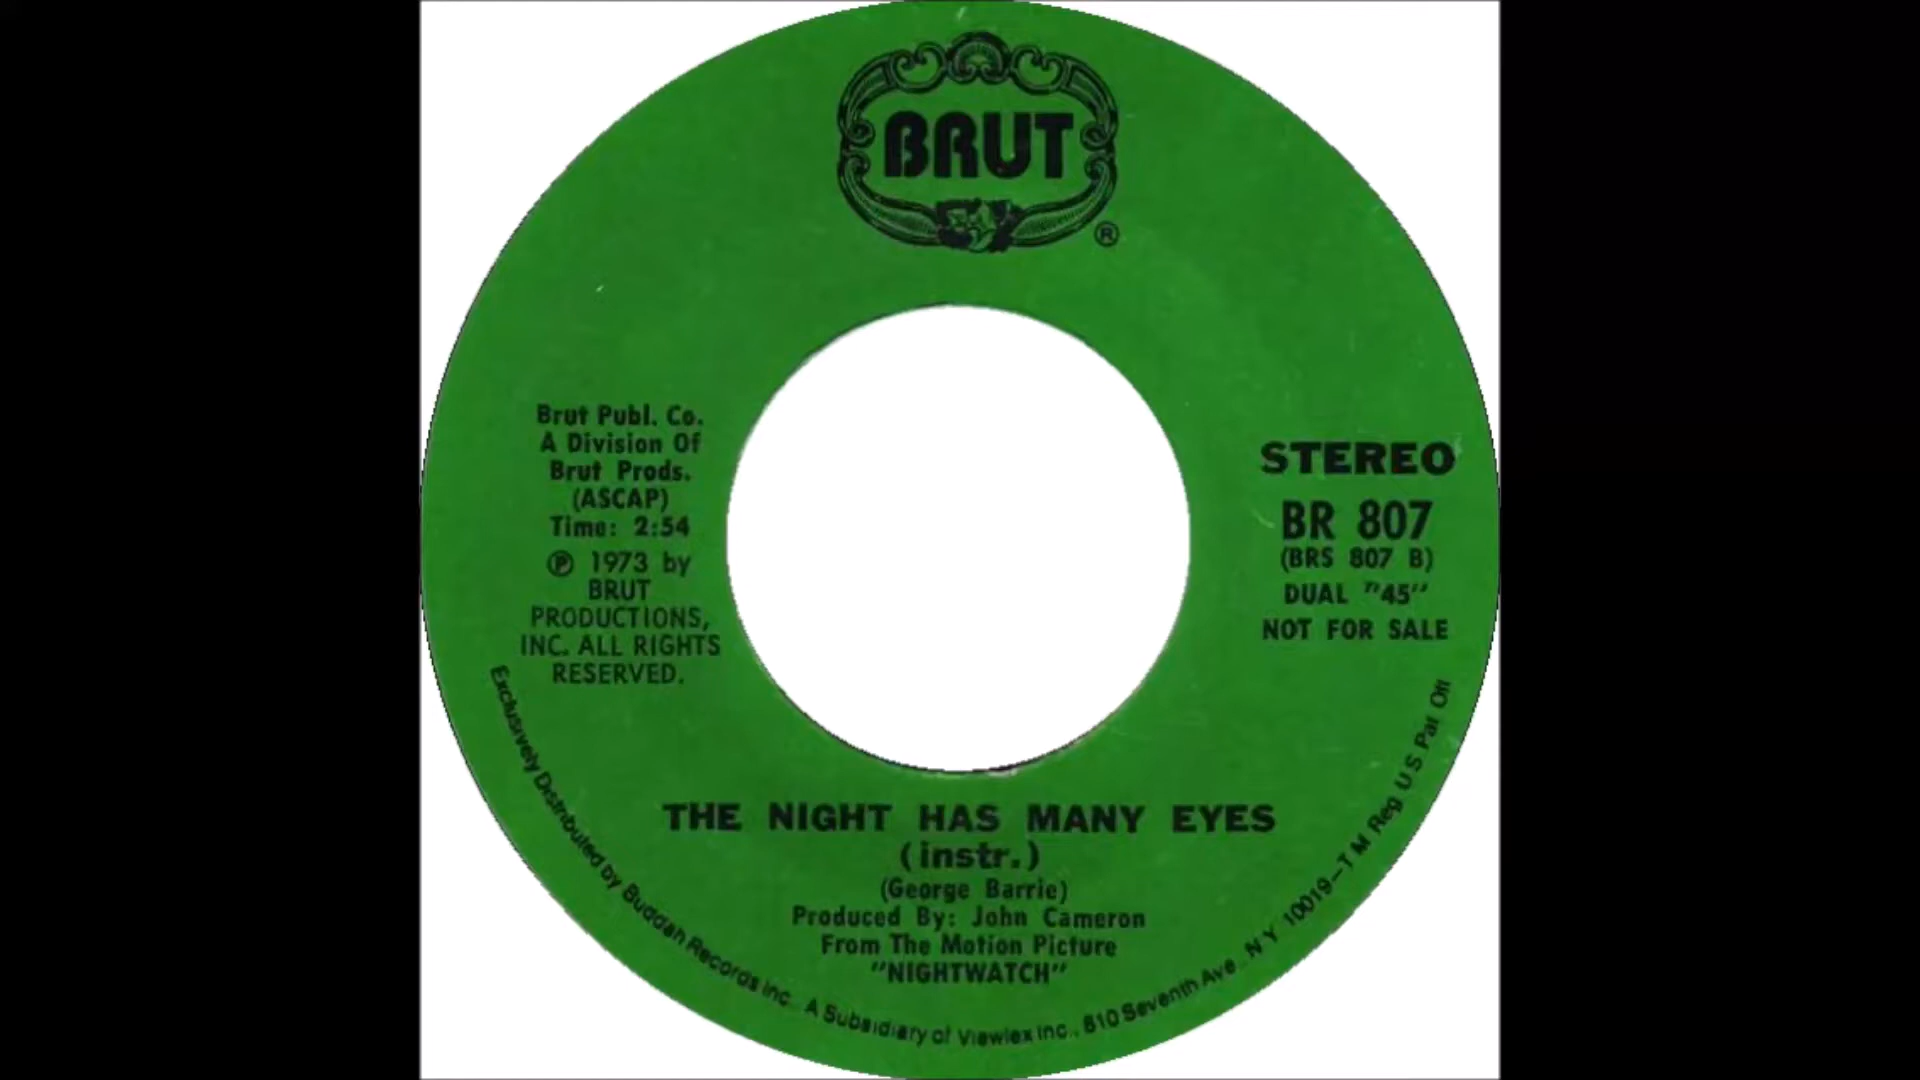 BRUT
®
Brut Publ. Co.
A Division Of
Brut Prods.
(ASCAP)
Time: 2:54
℗ 1973 by
BRUT
PRODUCTIONS,
INC. ALL RIGHTS
RESERVED.
STEREO
BR 807
(BRS 807 B)
DUAL "45"
NOT FOR SALE
THE NIGHT HAS MANY EYES
(instr.)
(George Barrie)
Produced By: John Cameron
From The Motion Picture
"NIGHTWATCH"
Exclusively Distributed by Buddah Records Inc. A Subsidiary of Viewlex Inc., 810 Seventh Ave. N Y 10019-T M Reg U S Pat Off